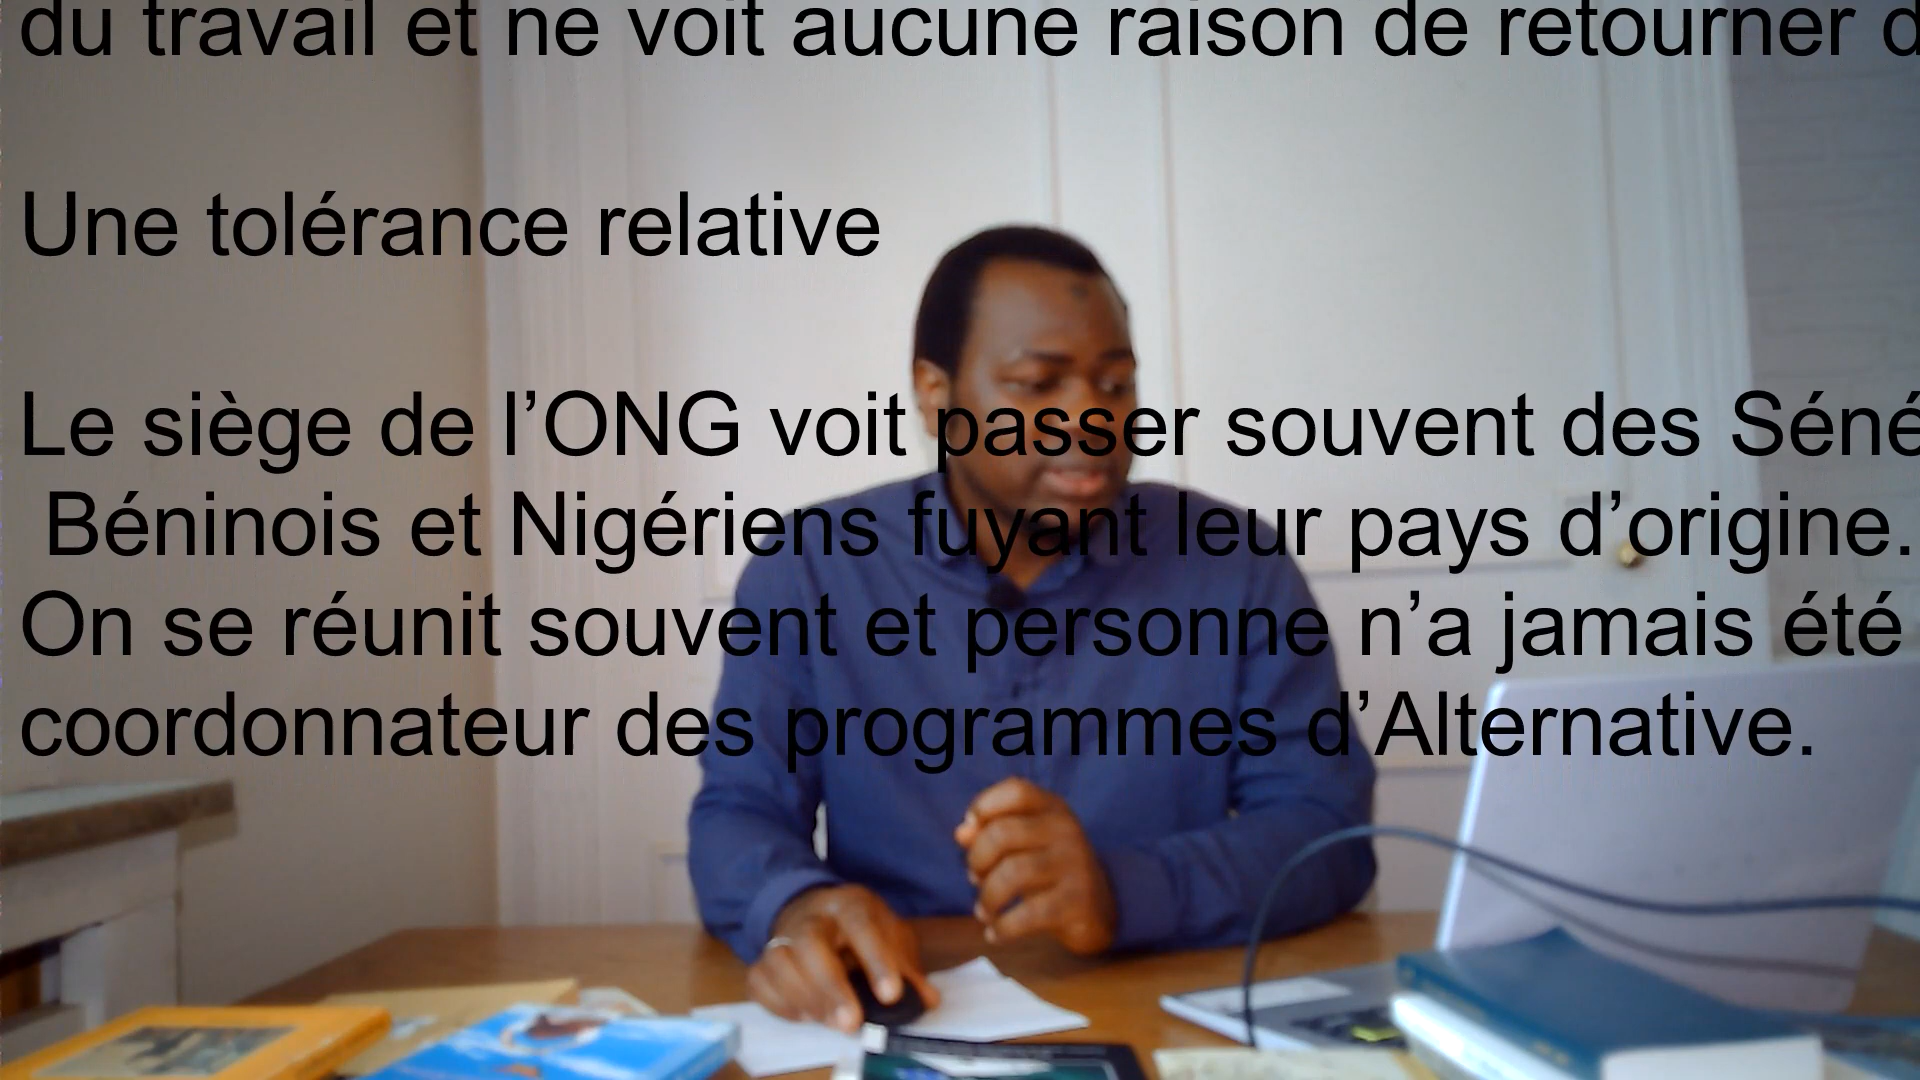 du travail et ne voit aucune raison de retourner d
Une tolérance relative
Le siège de l’ONG voit passer souvent des Séné
Béninois et Nigériens fuyant leur pays d’origine.
On se réunit souvent et personne n’a jamais été
coordonnateur des programmes d’Alternative.